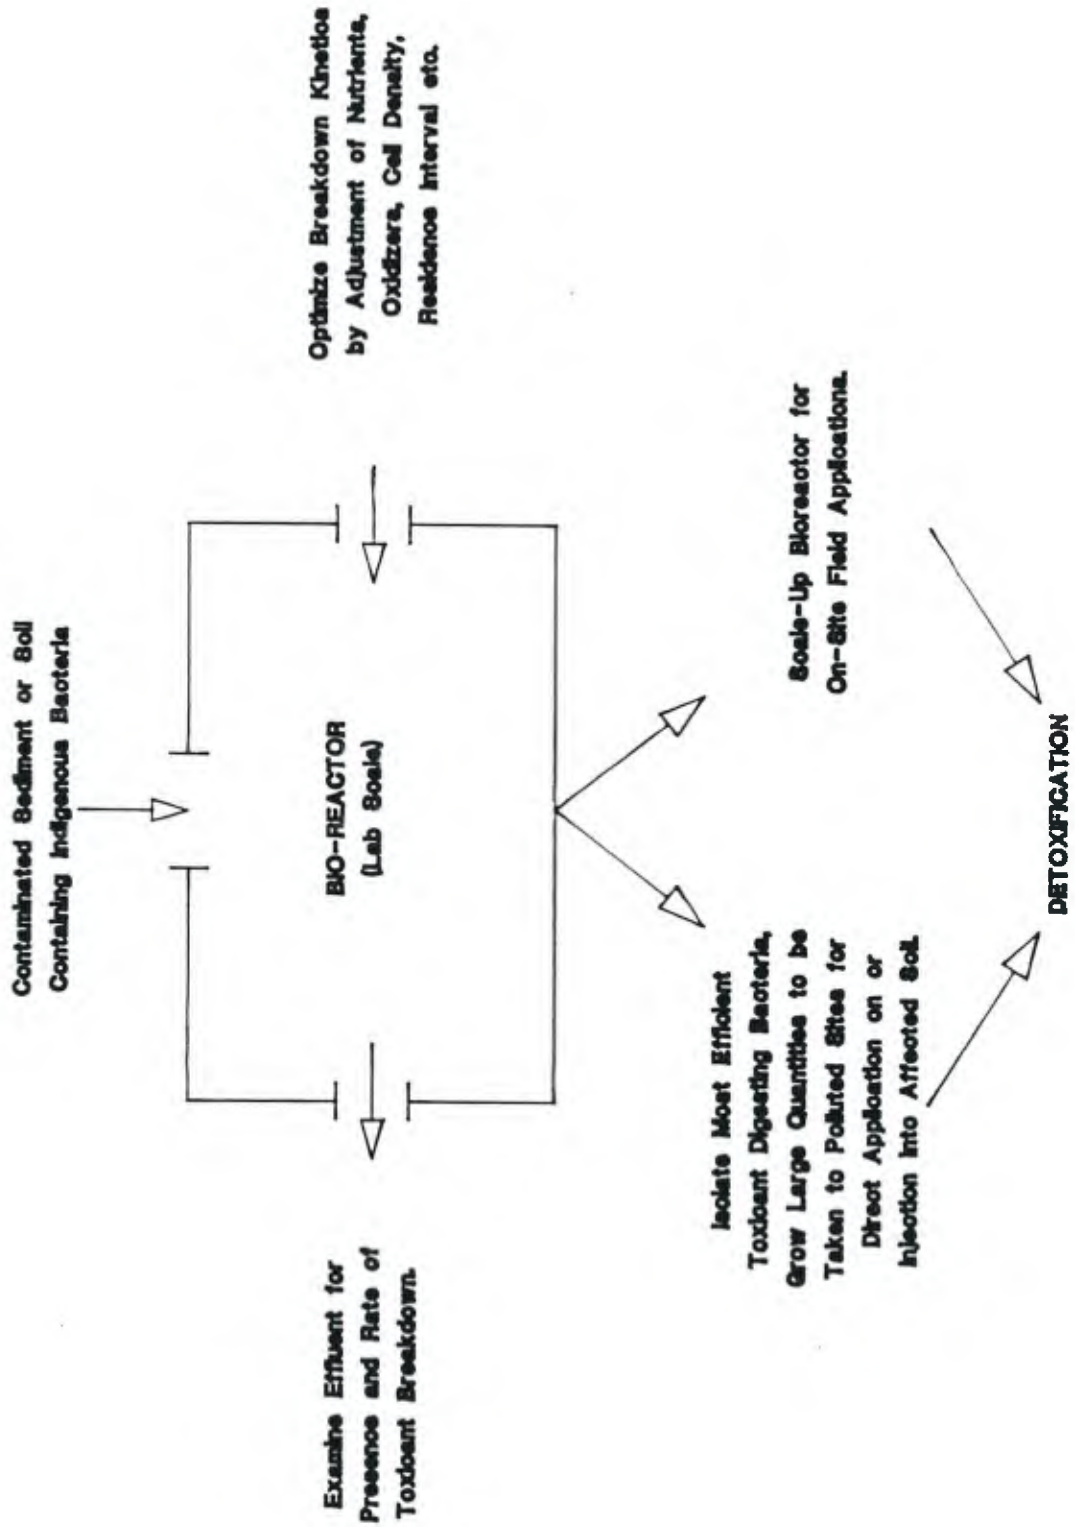 Contaminated Sediment or Soil
Containing Indigenous Bacteria
Optimize Breakdown Kinetics
by Adjustment of Nutrients,
Oxidizers, Cell Density,
Residence Interval etc.
BIO-REACTOR
(Lab Scale)
Examine Effluent for
Presence and Rate of
Toxicant Breakdown.
Isolate Most Efficient
Toxicant Digesting Bacteria,
Grow Large Quantities to be
Taken to Polluted Sites for
Direct Application on or
Injection Into Affected Soil.
Scale-Up Bioreactor for
On-Site Field Applications.
DETOXIFICATION